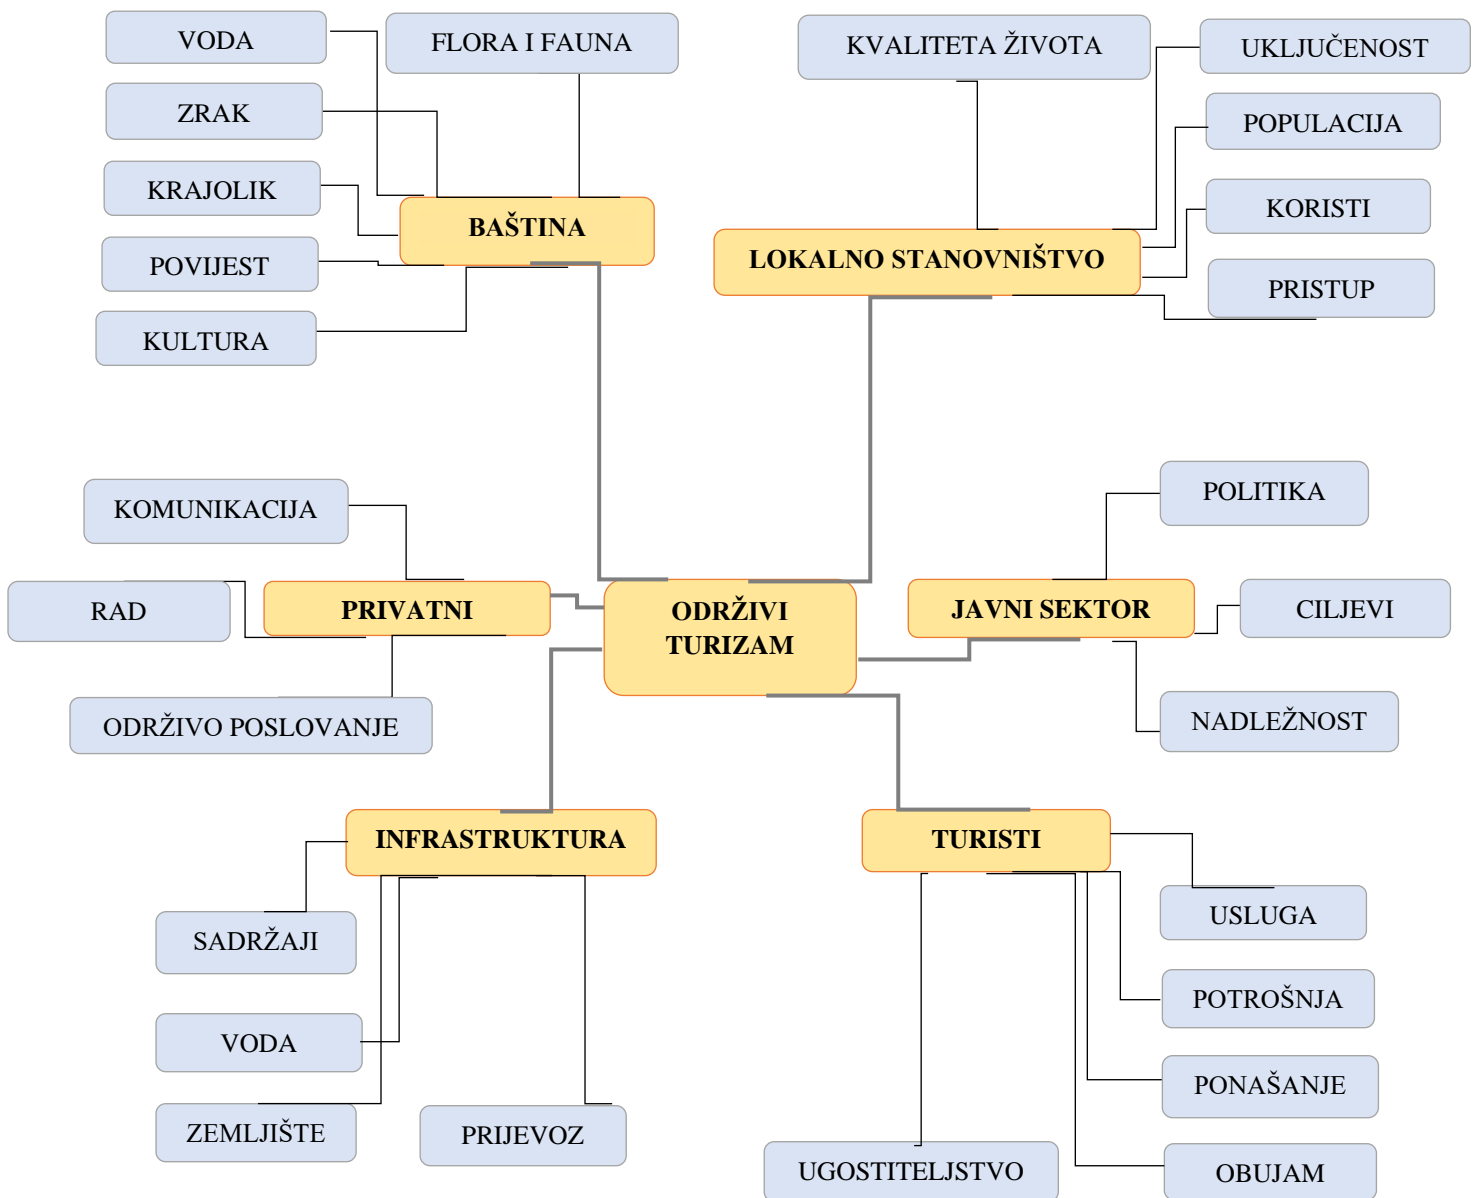 VODA
FLORA I FAUNA
KVALITETA ŽIVOTA
UKLJUČENOST
ZRAK
POPULACIJA
KRAJOLIK
KORISTI
BAŠTINA
LOKALNO STANOVNIŠTVO
POVIJEST
PRISTUP
KULTURA
KOMUNIKACIJA
POLITIKA
RAD
PRIVATNI
ODRŽIVI
TURIZAM
JAVNI SEKTOR
CILJEVI
ODRŽIVO POSLOVANJE
NADLEŽNOST
INFRASTRUKTURA
TURISTI
SADRŽAJI
USLUGA
VODA
POTROŠNJA
ZEMLJIŠTE
PRIJEVOZ
PONAŠANJE
UGOSTITELJSTVO
OBUJAM